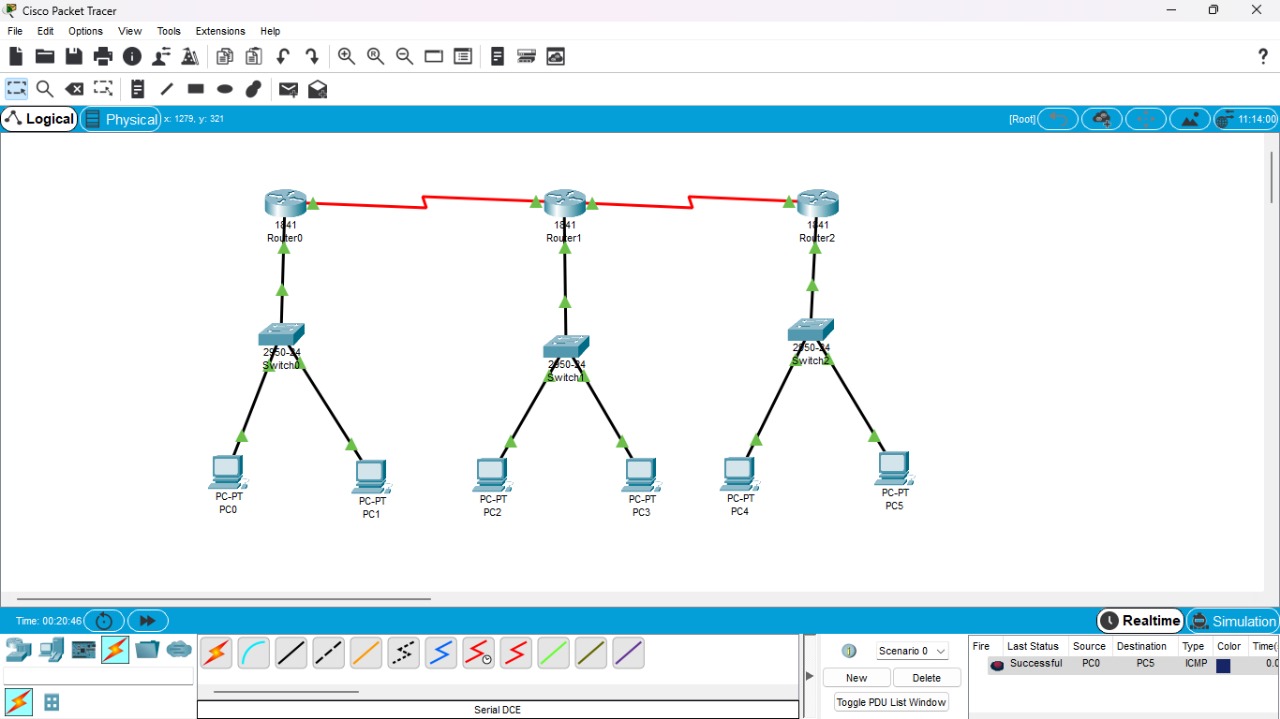 Cisco Packet Tracer
File Edit Options View Tools Extensions Help
Logical Physical x: 1279, y: 321 [Root] 11:14:00
1841
Router0
1841
Router1
1841
Router2
2950-24
Switch0
2950-24
Switch1
2950-24
Switch2
PC-PT
PC0
PC-PT
PC1
PC-PT
PC2
PC-PT
PC3
PC-PT
PC4
PC-PT
PC5
Time: 00:20:46 Realtime Simulation
Scenario 0
New Delete
Toggle PDU List Window
Fire Last Status Source Destination Type Color Time(
Successful PC0 PC5 ICMP 0.0
Serial DCE